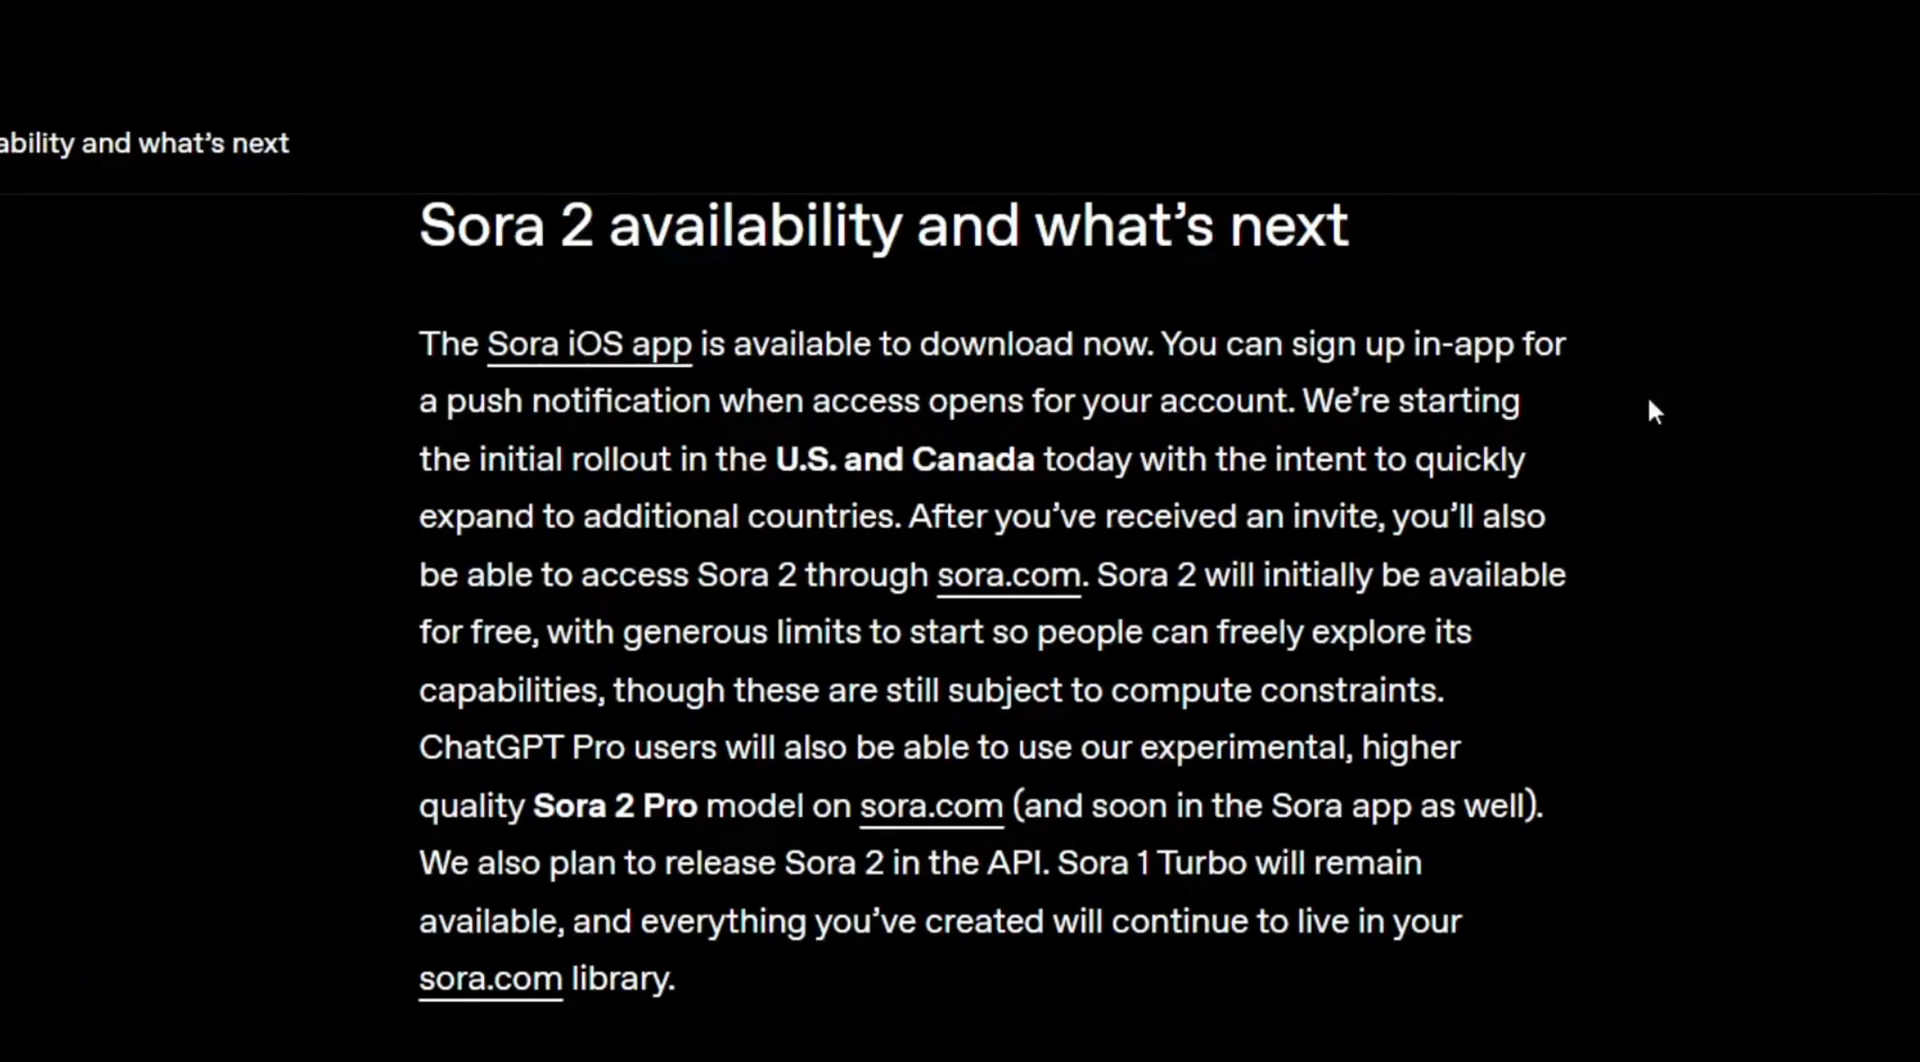 ability and what’s next
Sora 2 availability and what’s next
The Sora iOS app is available to download now. You can sign up in-app for
a push notification when access opens for your account. We’re starting
the initial rollout in the U.S. and Canada today with the intent to quickly
expand to additional countries. After you’ve received an invite, you’ll also
be able to access Sora 2 through sora.com. Sora 2 will initially be available
for free, with generous limits to start so people can freely explore its
capabilities, though these are still subject to compute constraints.
ChatGPT Pro users will also be able to use our experimental, higher
quality Sora 2 Pro model on sora.com (and soon in the Sora app as well).
We also plan to release Sora 2 in the API. Sora 1 Turbo will remain
available, and everything you’ve created will continue to live in your
sora.com library.